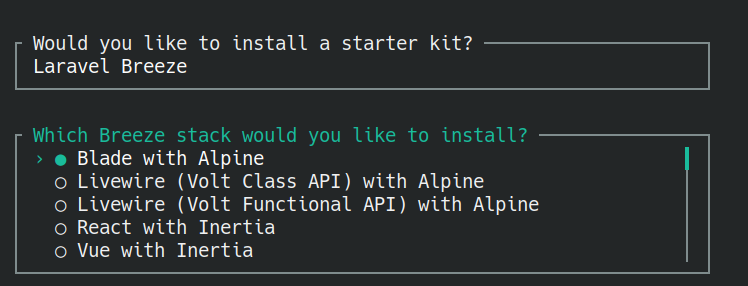 Would you like to install a starter kit?
Laravel Breeze
Which Breeze stack would you like to install?
› ● Blade with Alpine
○ Livewire (Volt Class API) with Alpine
○ Livewire (Volt Functional API) with Alpine
○ React with Inertia
○ Vue with Inertia